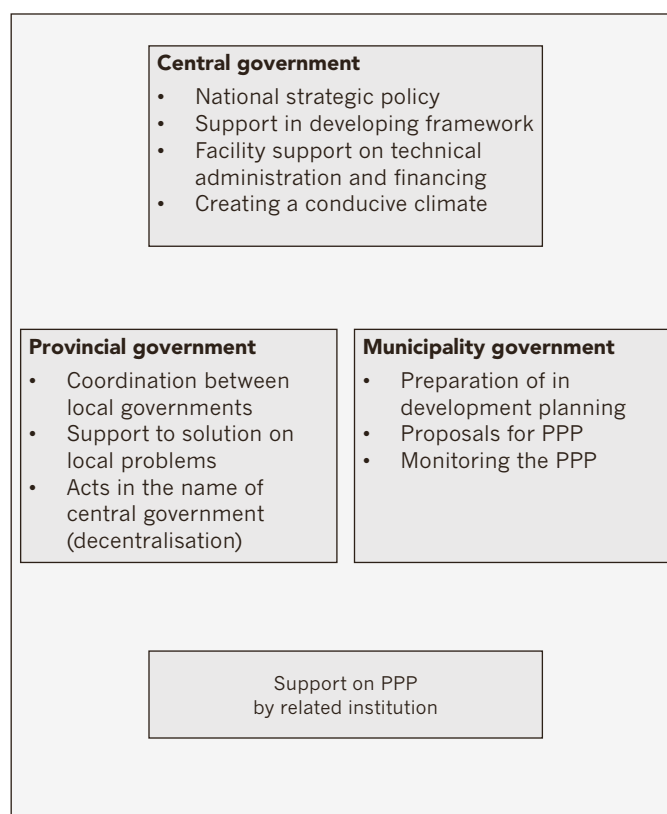 Central government
• National strategic policy
• Support in developing framework
• Facility support on technical
administration and financing
• Creating a conducive climate
Provincial government
• Coordination between
local governments
• Support to solution on
local problems
• Acts in the name of
central government
(decentralisation)
Municipality government
• Preparation of in
development planning
• Proposals for PPP
• Monitoring the PPP
Support on PPP
by related institution